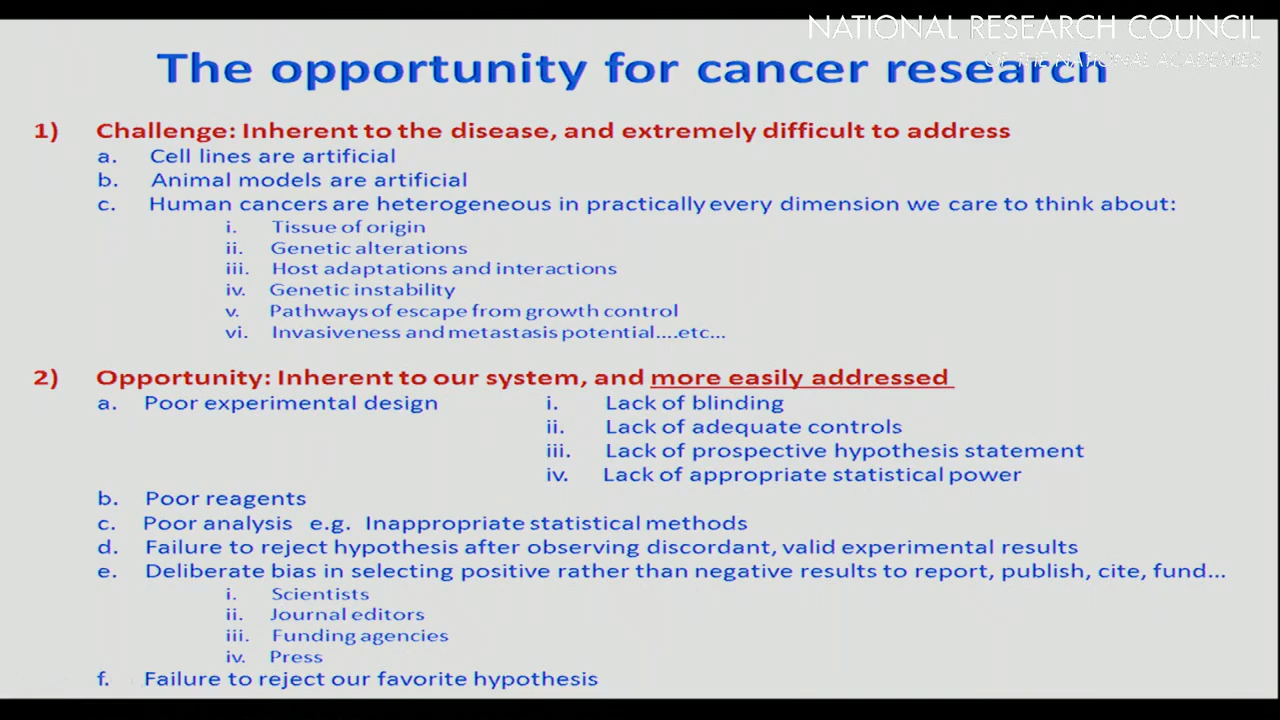 NATIONAL RESEARCH COUNCIL
OF THE NATIONAL ACADEMIES
The opportunity for cancer research
1) Challenge: Inherent to the disease, and extremely difficult to address
a. Cell lines are artificial
b. Animal models are artificial
c. Human cancers are heterogeneous in practically every dimension we care to think about:
i. Tissue of origin
ii. Genetic alterations
iii. Host adaptations and interactions
iv. Genetic instability
v. Pathways of escape from growth control
vi. Invasiveness and metastasis potential....etc...
2) Opportunity: Inherent to our system, and more easily addressed
a. Poor experimental design i. Lack of blinding
ii. Lack of adequate controls
iii. Lack of prospective hypothesis statement
iv. Lack of appropriate statistical power
b. Poor reagents
c. Poor analysis e.g. Inappropriate statistical methods
d. Failure to reject hypothesis after observing discordant, valid experimental results
e. Deliberate bias in selecting positive rather than negative results to report, publish, cite, fund...
i. Scientists
ii. Journal editors
iii. Funding agencies
iv. Press
f. Failure to reject our favorite hypothesis